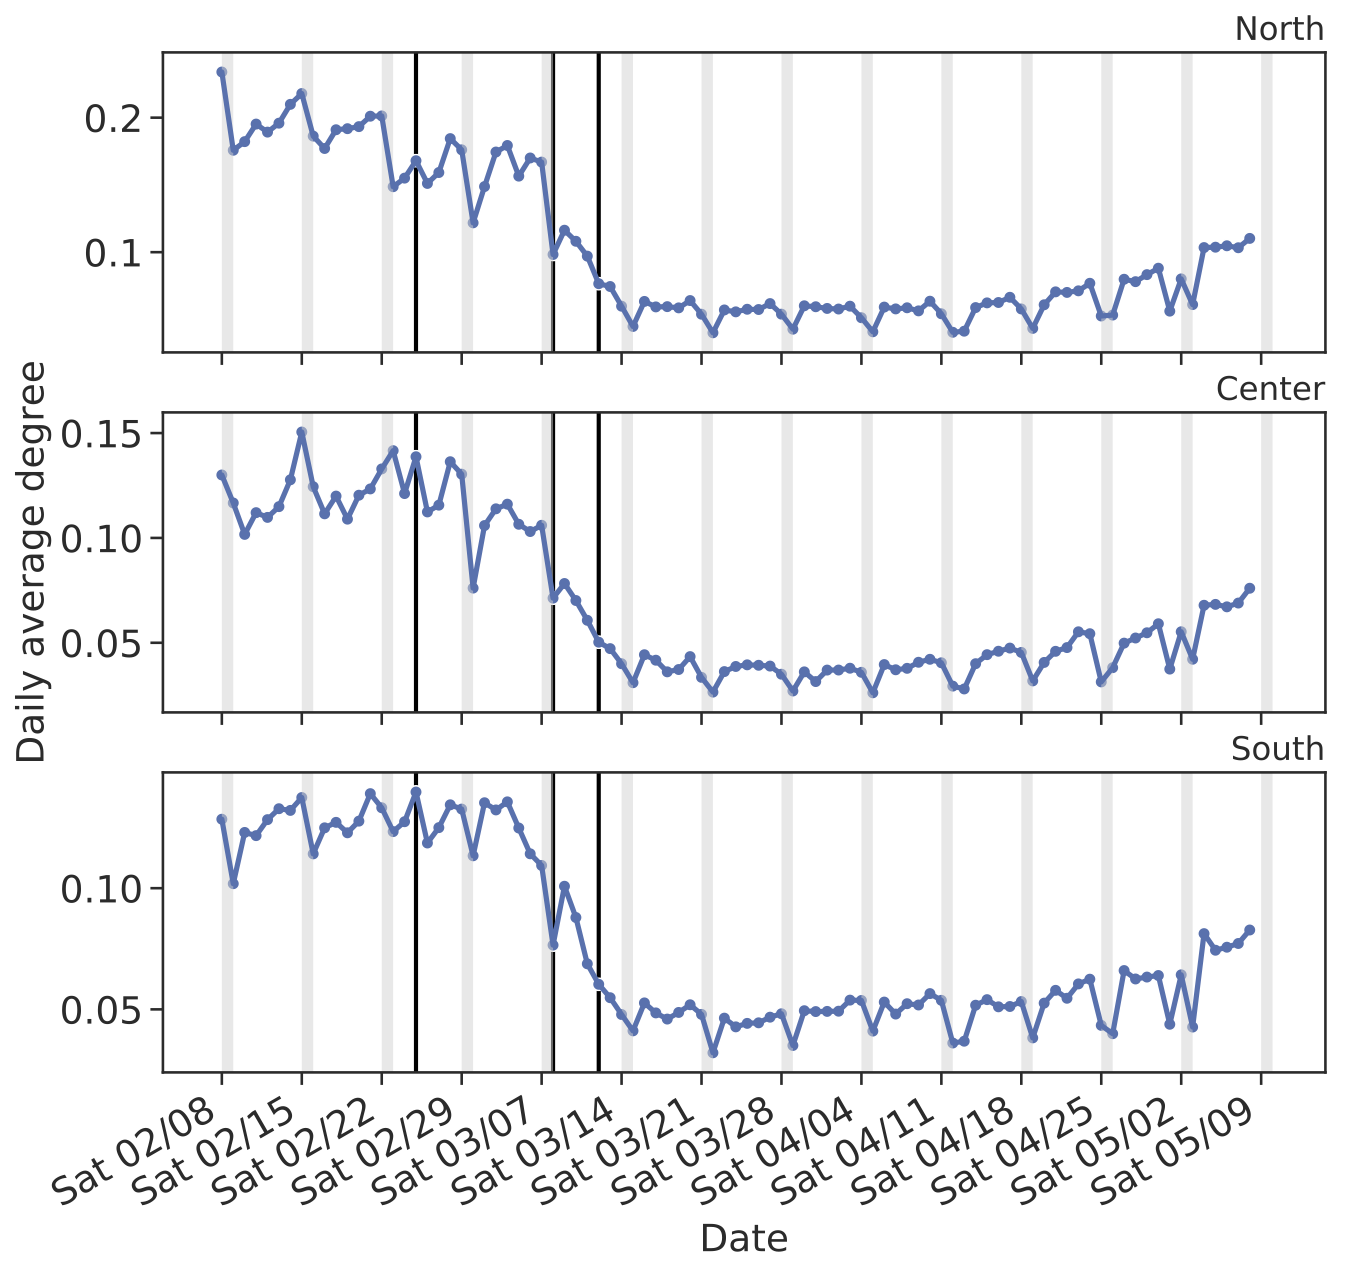 North
0.2
0.1
Center
0.15
0.10
0.05
Daily average degree
South
0.10
0.05
Sat 02/08
Sat 02/15
Sat 02/22
Sat 02/29
Sat 03/07
Sat 03/14
Sat 03/21
Sat 03/28
Sat 04/04
Sat 04/11
Sat 04/18
Sat 04/25
Sat 05/02
Sat 05/09
Date